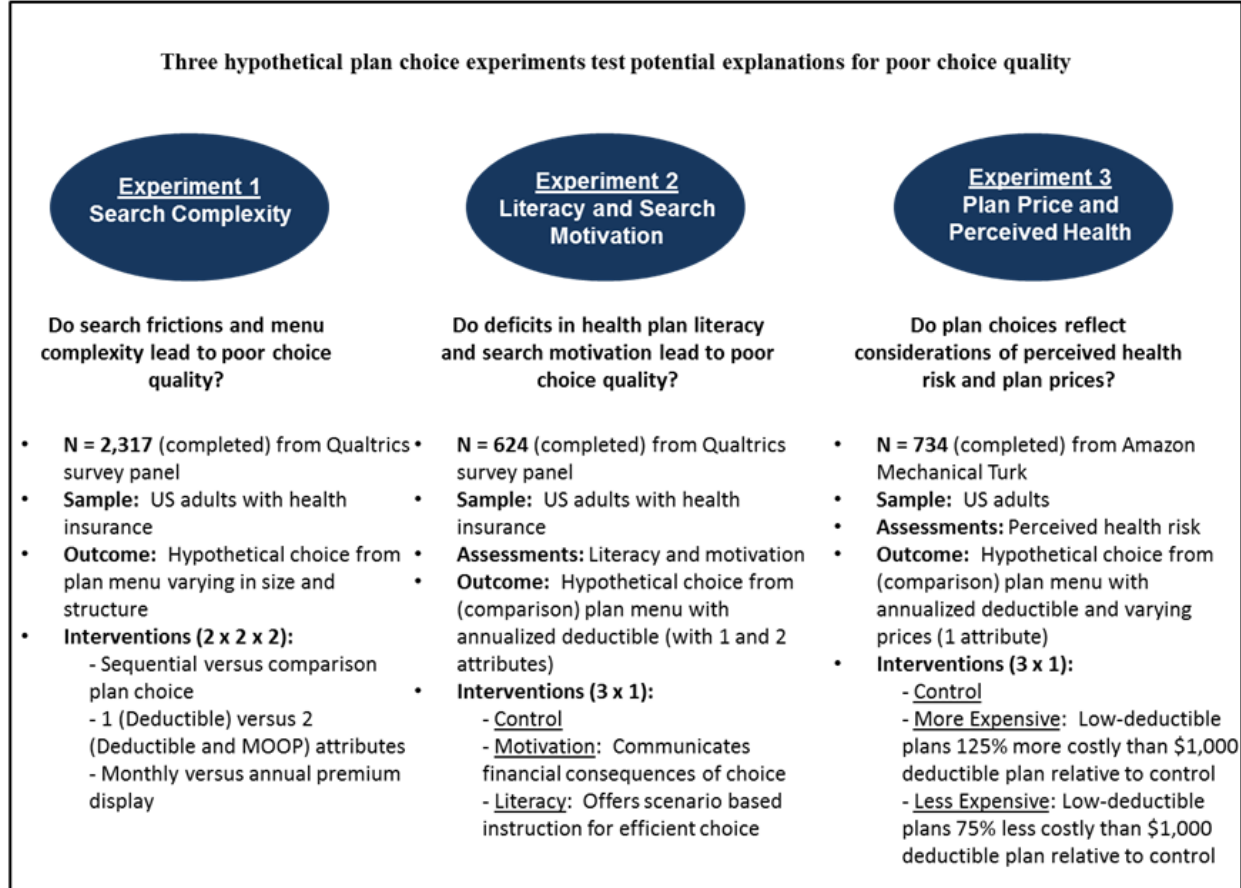 Three hypothetical plan choice experiments test potential explanations for poor choice quality
Experiment 1
Search Complexity
Do search frictions and menu
complexity lead to poor choice
quality?
• N = 2,317 (completed) from Qualtrics
survey panel
• Sample: US adults with health
insurance
• Outcome: Hypothetical choice from
plan menu varying in size and
structure
• Interventions (2 x 2 x 2):
- Sequential versus comparison
plan choice
- 1 (Deductible) versus 2
(Deductible and MOOP) attributes
- Monthly versus annual premium
display
Experiment 2
Literacy and Search
Motivation
Do deficits in health plan literacy
and search motivation lead to poor
choice quality?
• N = 624 (completed) from Qualtrics
survey panel
• Sample: US adults with health
insurance
• Assessments: Literacy and motivation
• Outcome: Hypothetical choice from
(comparison) plan menu with
annualized deductible (with 1 and 2
attributes)
• Interventions (3 x 1):
- Control
- Motivation: Communicates
financial consequences of choice
- Literacy: Offers scenario based
instruction for efficient choice
Experiment 3
Plan Price and
Perceived Health
Do plan choices reflect
considerations of perceived health
risk and plan prices?
• N = 734 (completed) from Amazon
Mechanical Turk
• Sample: US adults
• Assessments: Perceived health risk
• Outcome: Hypothetical choice from
(comparison) plan menu with
annualized deductible and varying
prices (1 attribute)
• Interventions (3 x 1):
- Control
- More Expensive: Low-deductible
plans 125% more costly than $1,000
deductible plan relative to control
- Less Expensive: Low-deductible
plans 75% less costly than $1,000
deductible plan relative to control